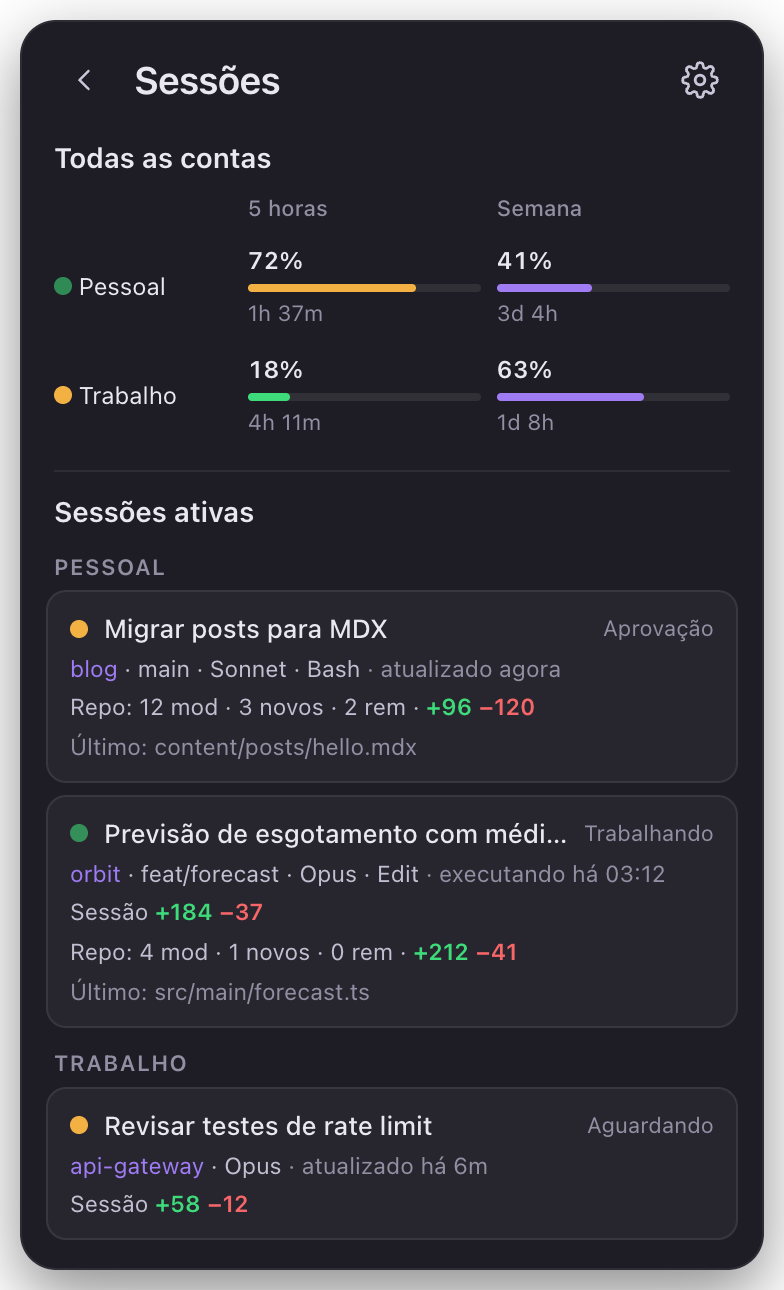 Sessões
Todas as contas
5 horas Semana
72% 41%
Pessoal
1h 37m 3d 4h
18% 63%
Trabalho
4h 11m 1d 8h
Sessões ativas
PESSOAL
Migrar posts para MDX Aprovação
blog · main · Sonnet · Bash · atualizado agora
Repo: 12 mod · 3 novos · 2 rem · +96 −120
Último: content/posts/hello.mdx
Previsão de esgotamento com médi... Trabalhando
orbit · feat/forecast · Opus · Edit · executando há 03:12
Sessão +184 −37
Repo: 4 mod · 1 novos · 0 rem · +212 −41
Último: src/main/forecast.ts
TRABALHO
Revisar testes de rate limit Aguardando
api-gateway · Opus · atualizado há 6m
Sessão +58 −12